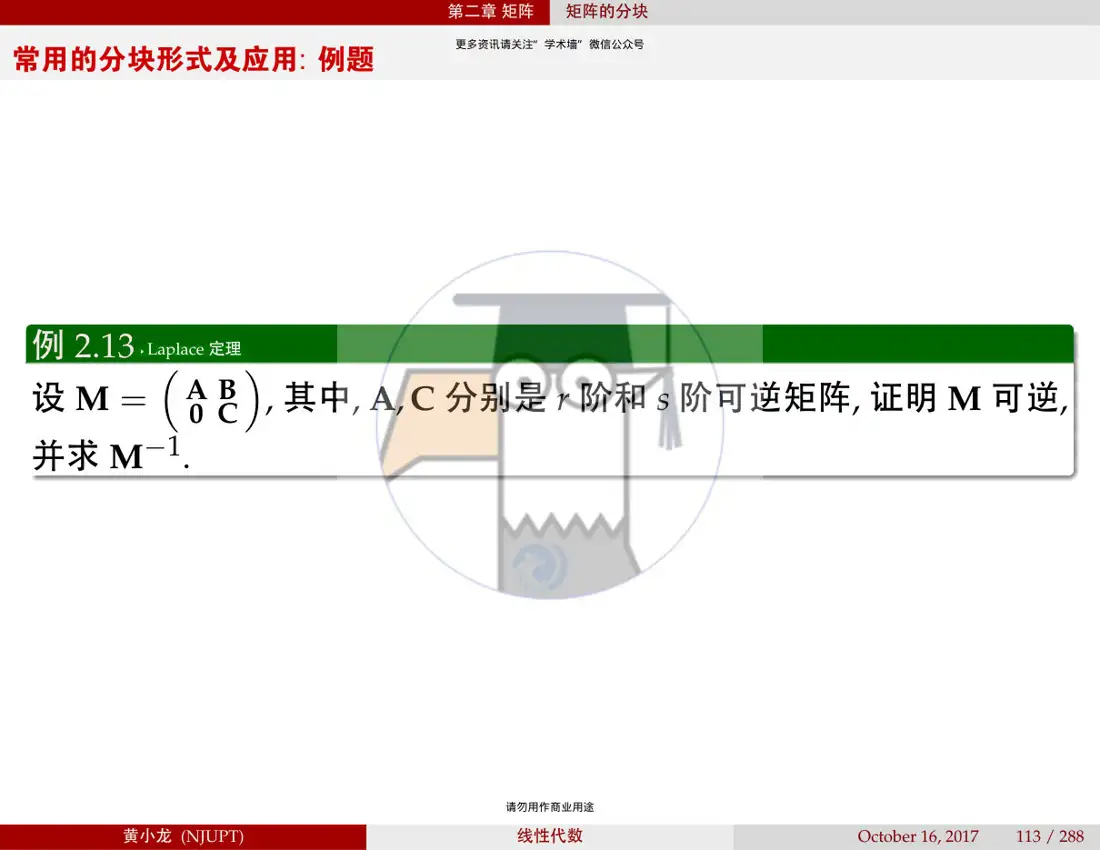 第二章 矩阵 矩阵的分块
更多资讯请关注“学术墙”微信公众号
常用的分块形式及应用: 例题
例 2.13 . Laplace 定理
设 M = ( A B
0 C ), 其中, A, C 分别是 r 阶和 s 阶可逆矩阵, 证明 M 可逆,
并求 M⁻¹.
请勿用作商业用途
黄小龙 (NJUPT) 线性代数 October 16, 2017 113 / 288